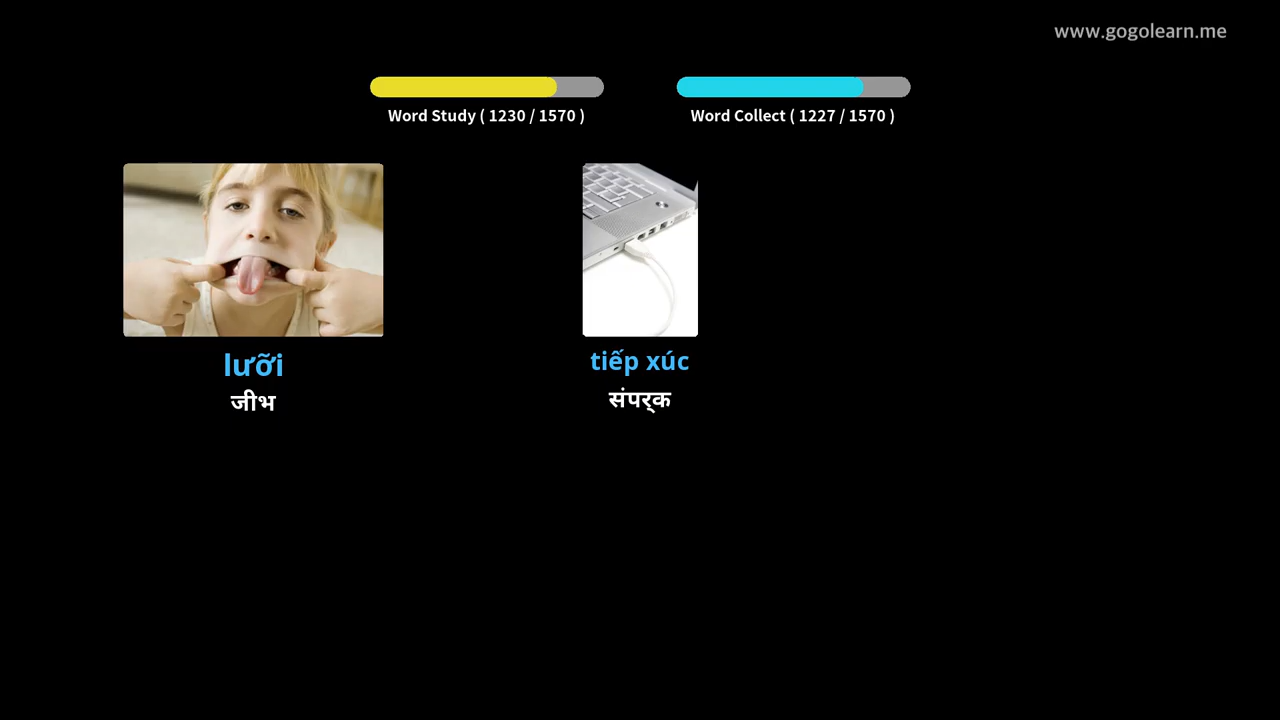 www.gogolearn.me
Word Study ( 1230 / 1570 )
Word Collect ( 1227 / 1570 )
lưỡi
जीभ
tiếp xúc
संपर्क